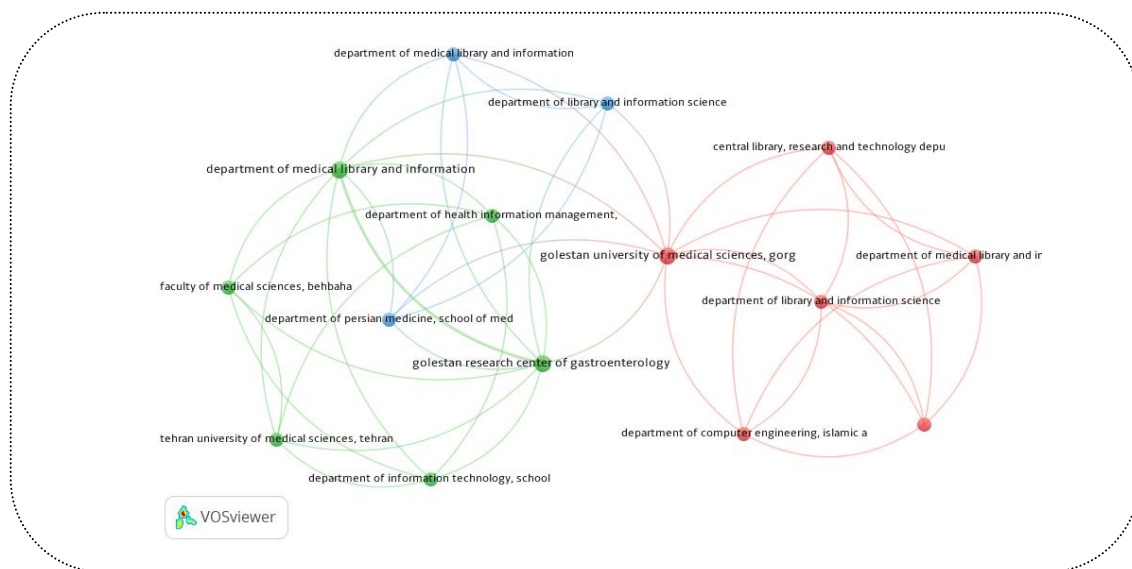 department of medical library and information
department of library and information science
central library, research and technology depu
department of medical library and information
department of health information management,
golestan university of medical sciences, gorg
department of medical library and ir
faculty of medical sciences, behbaha
department of library and information science
department of persian medicine, school of med
golestan research center of gastroenterology
department of computer engineering, islamic a
tehran university of medical sciences, tehran
department of information technology, school
VOSviewer